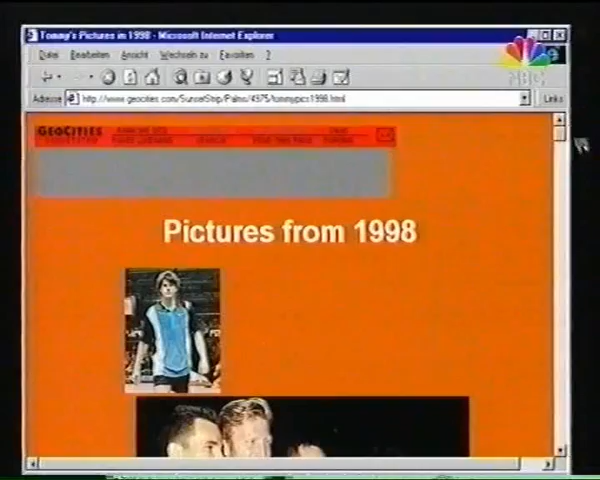 Tommy's Pictures in 1998 - Microsoft Internet Explorer
Datei Bearbeiten Ansicht Wechseln zu Favoriten ?
NBC
Adresse http://www.geocities.com/SunsetStrip/Palms/4975/tommypics1998.html Links
GEOCITIES
Pictures from 1998